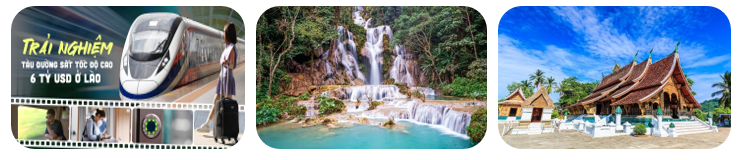 TRẢI NGHIỆM
TÀU ĐƯỜNG SẮT TỐC ĐỘ CAO
6 TỶ USD Ở LÀO